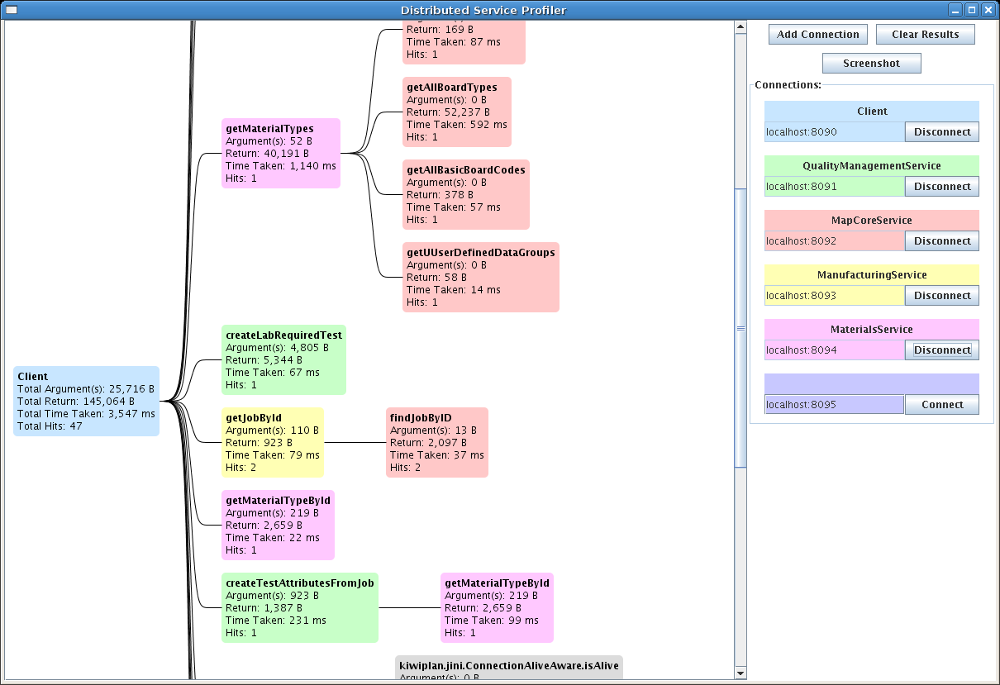 Distributed Service Profiler
Return: 169 B
Time Taken: 87 ms
Hits: 1
getAllBoardTypes
Argument(s): 0 B
Return: 52,237 B
Time Taken: 592 ms
Hits: 1
getMaterialTypes
Argument(s): 52 B
Return: 40,191 B
Time Taken: 1,140 ms
Hits: 1
getAllBasicBoardCodes
Argument(s): 0 B
Return: 378 B
Time Taken: 57 ms
Hits: 1
getUUserDefinedDataGroups
Argument(s): 0 B
Return: 58 B
Time Taken: 14 ms
Hits: 1
createLabRequiredTest
Argument(s): 4,805 B
Return: 5,344 B
Time Taken: 67 ms
Hits: 1
Client
Total Argument(s): 25,716 B
Total Return: 145,064 B
Total Time Taken: 3,547 ms
Total Hits: 47
getJobById
Argument(s): 110 B
Return: 923 B
Time Taken: 79 ms
Hits: 2
findJobByID
Argument(s): 13 B
Return: 2,097 B
Time Taken: 37 ms
Hits: 2
getMaterialTypeById
Argument(s): 219 B
Return: 2,659 B
Time Taken: 22 ms
Hits: 1
createTestAttributesFromJob
Argument(s): 923 B
Return: 1,387 B
Time Taken: 231 ms
Hits: 1
getMaterialTypeById
Argument(s): 219 B
Return: 2,659 B
Time Taken: 99 ms
Hits: 1
kiwiplan.jini.ConnectionAliveAware.isAlive
Argument(s): 0 B
Add Connection
Clear Results
Screenshot
Connections:
Client
localhost:8090 Disconnect
QualityManagementService
localhost:8091 Disconnect
MapCoreService
localhost:8092 Disconnect
ManufacturingService
localhost:8093 Disconnect
MaterialsService
localhost:8094 Disconnect
localhost:8095 Connect